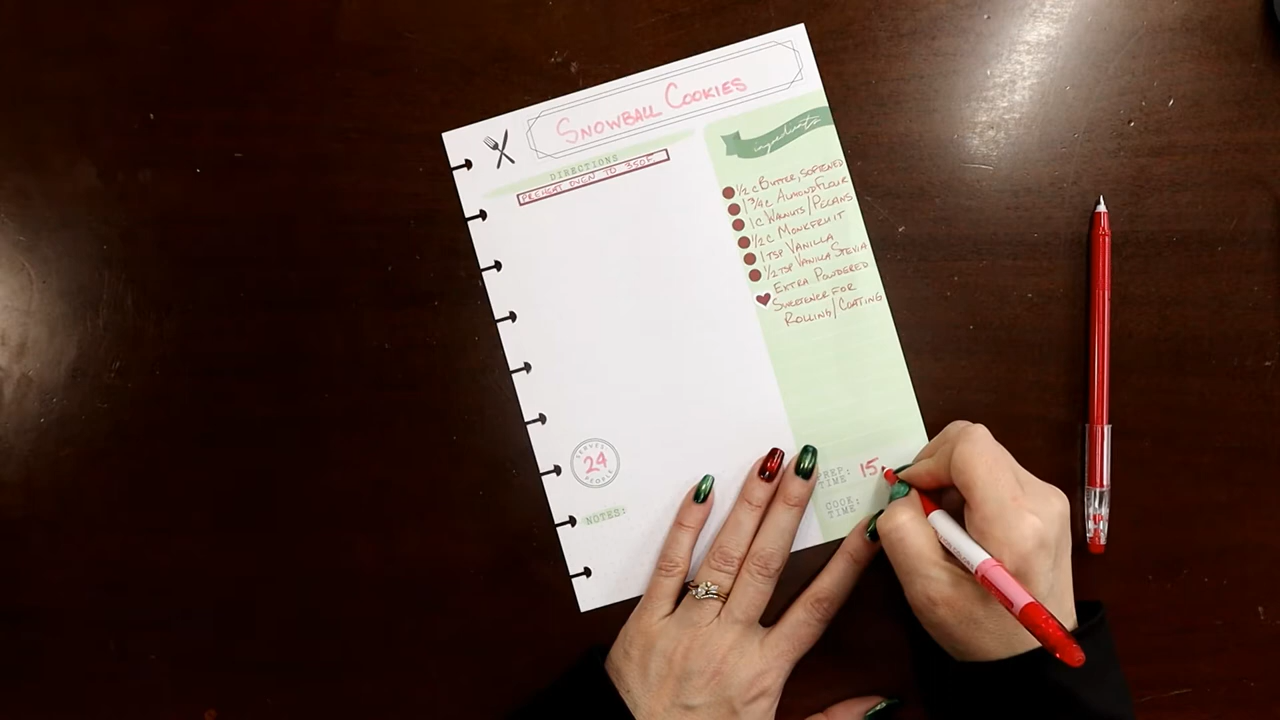 SNOWBALL COOKIES
DIRECTIONS
PREHEAT OVEN TO 350F.
ingredients
1/2 C BUTTER, SOFTENED
1 3/4 C ALMOND FLOUR
1 C WALNUTS/PECANS
1/2 C MONKFRUIT
1 TSP VANILLA
1/2 TSP VANILLA STEVIA
EXTRA POWDERED
SWEETENER FOR
ROLLING/COATING
SERVES
24
PEOPLE
PREP
TIME: 15
COOK
TIME:
NOTES: